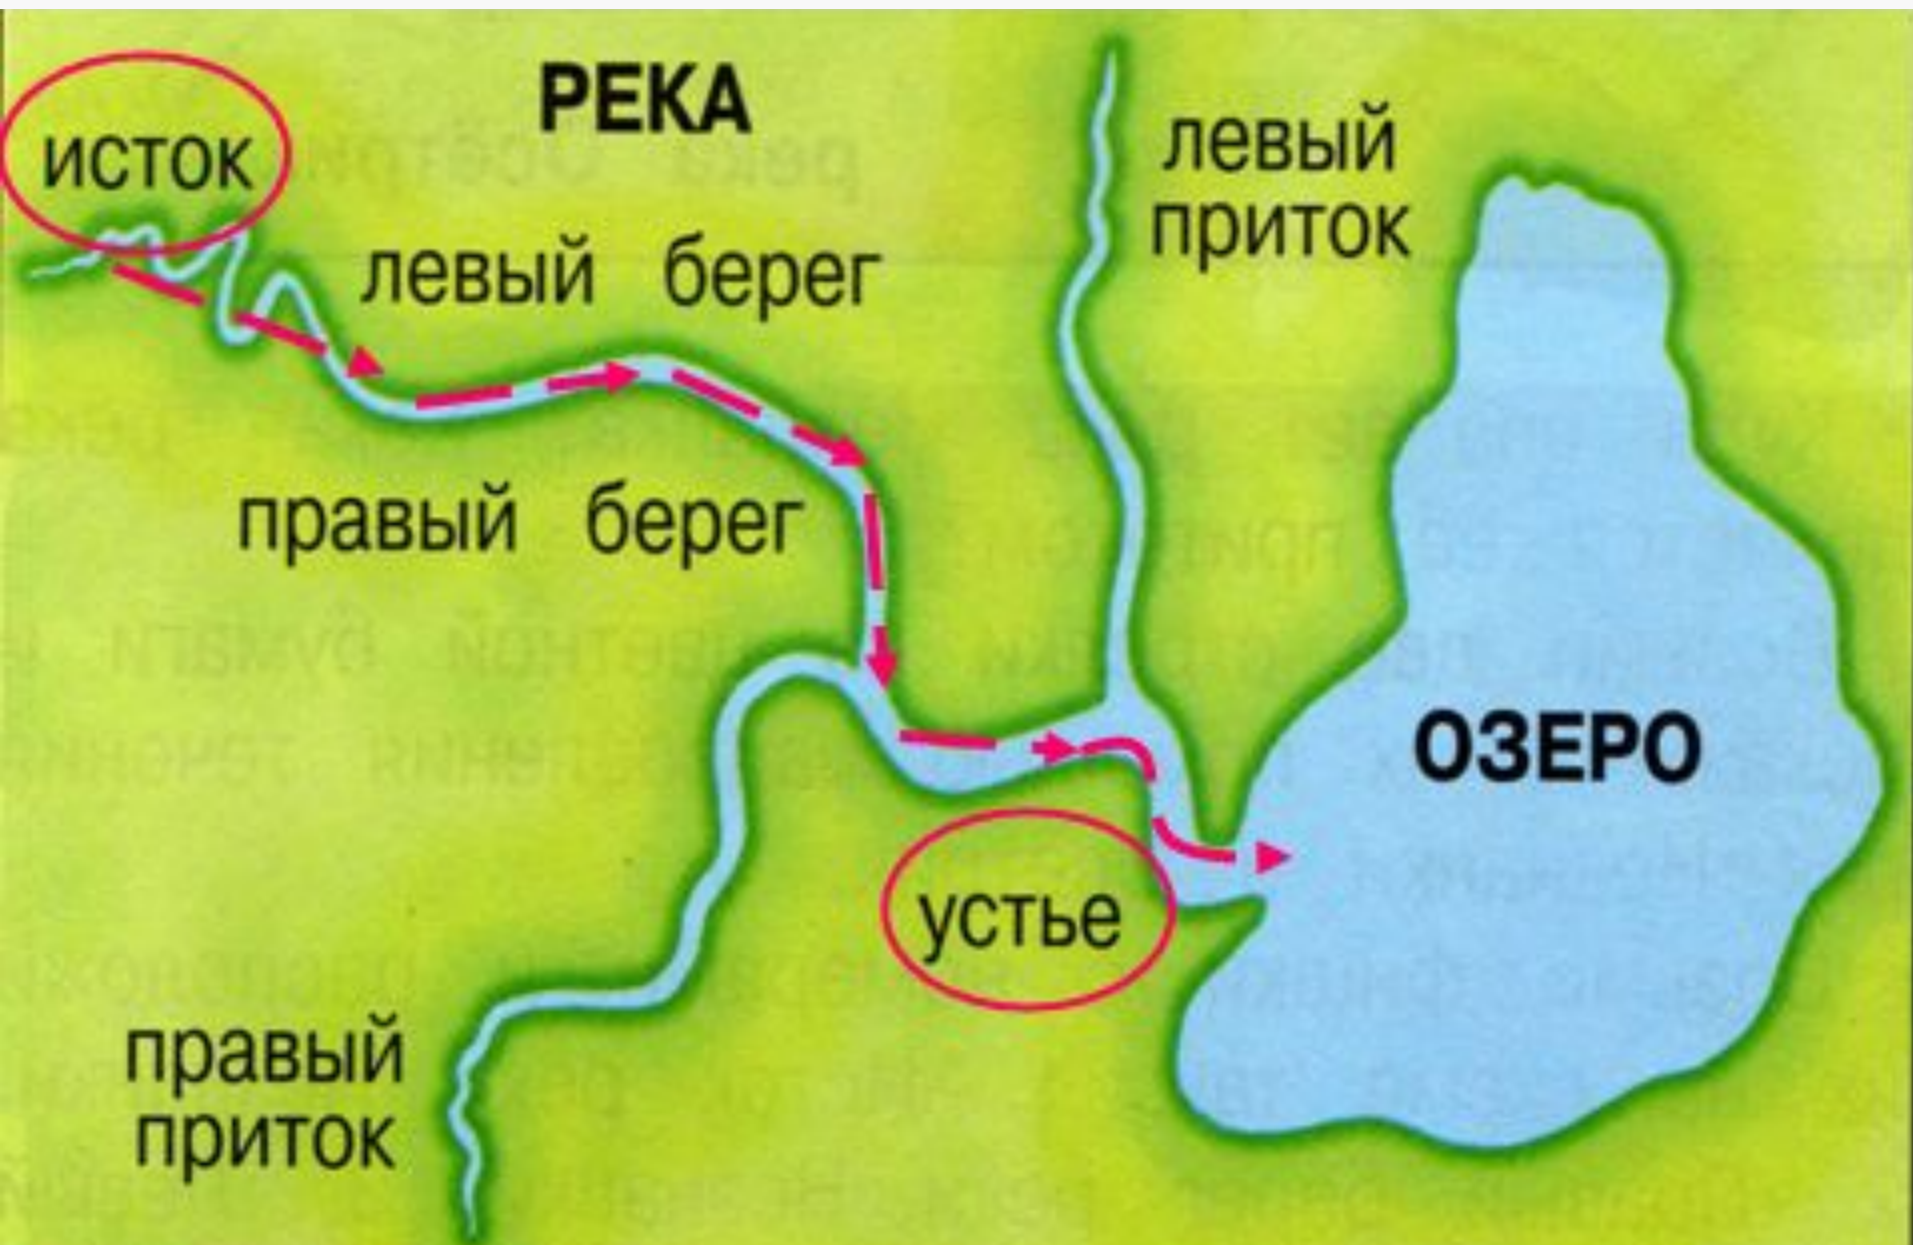 РЕКА
исток
левый
приток
левый берег
правый берег
ОЗЕРО
устье
правый
приток